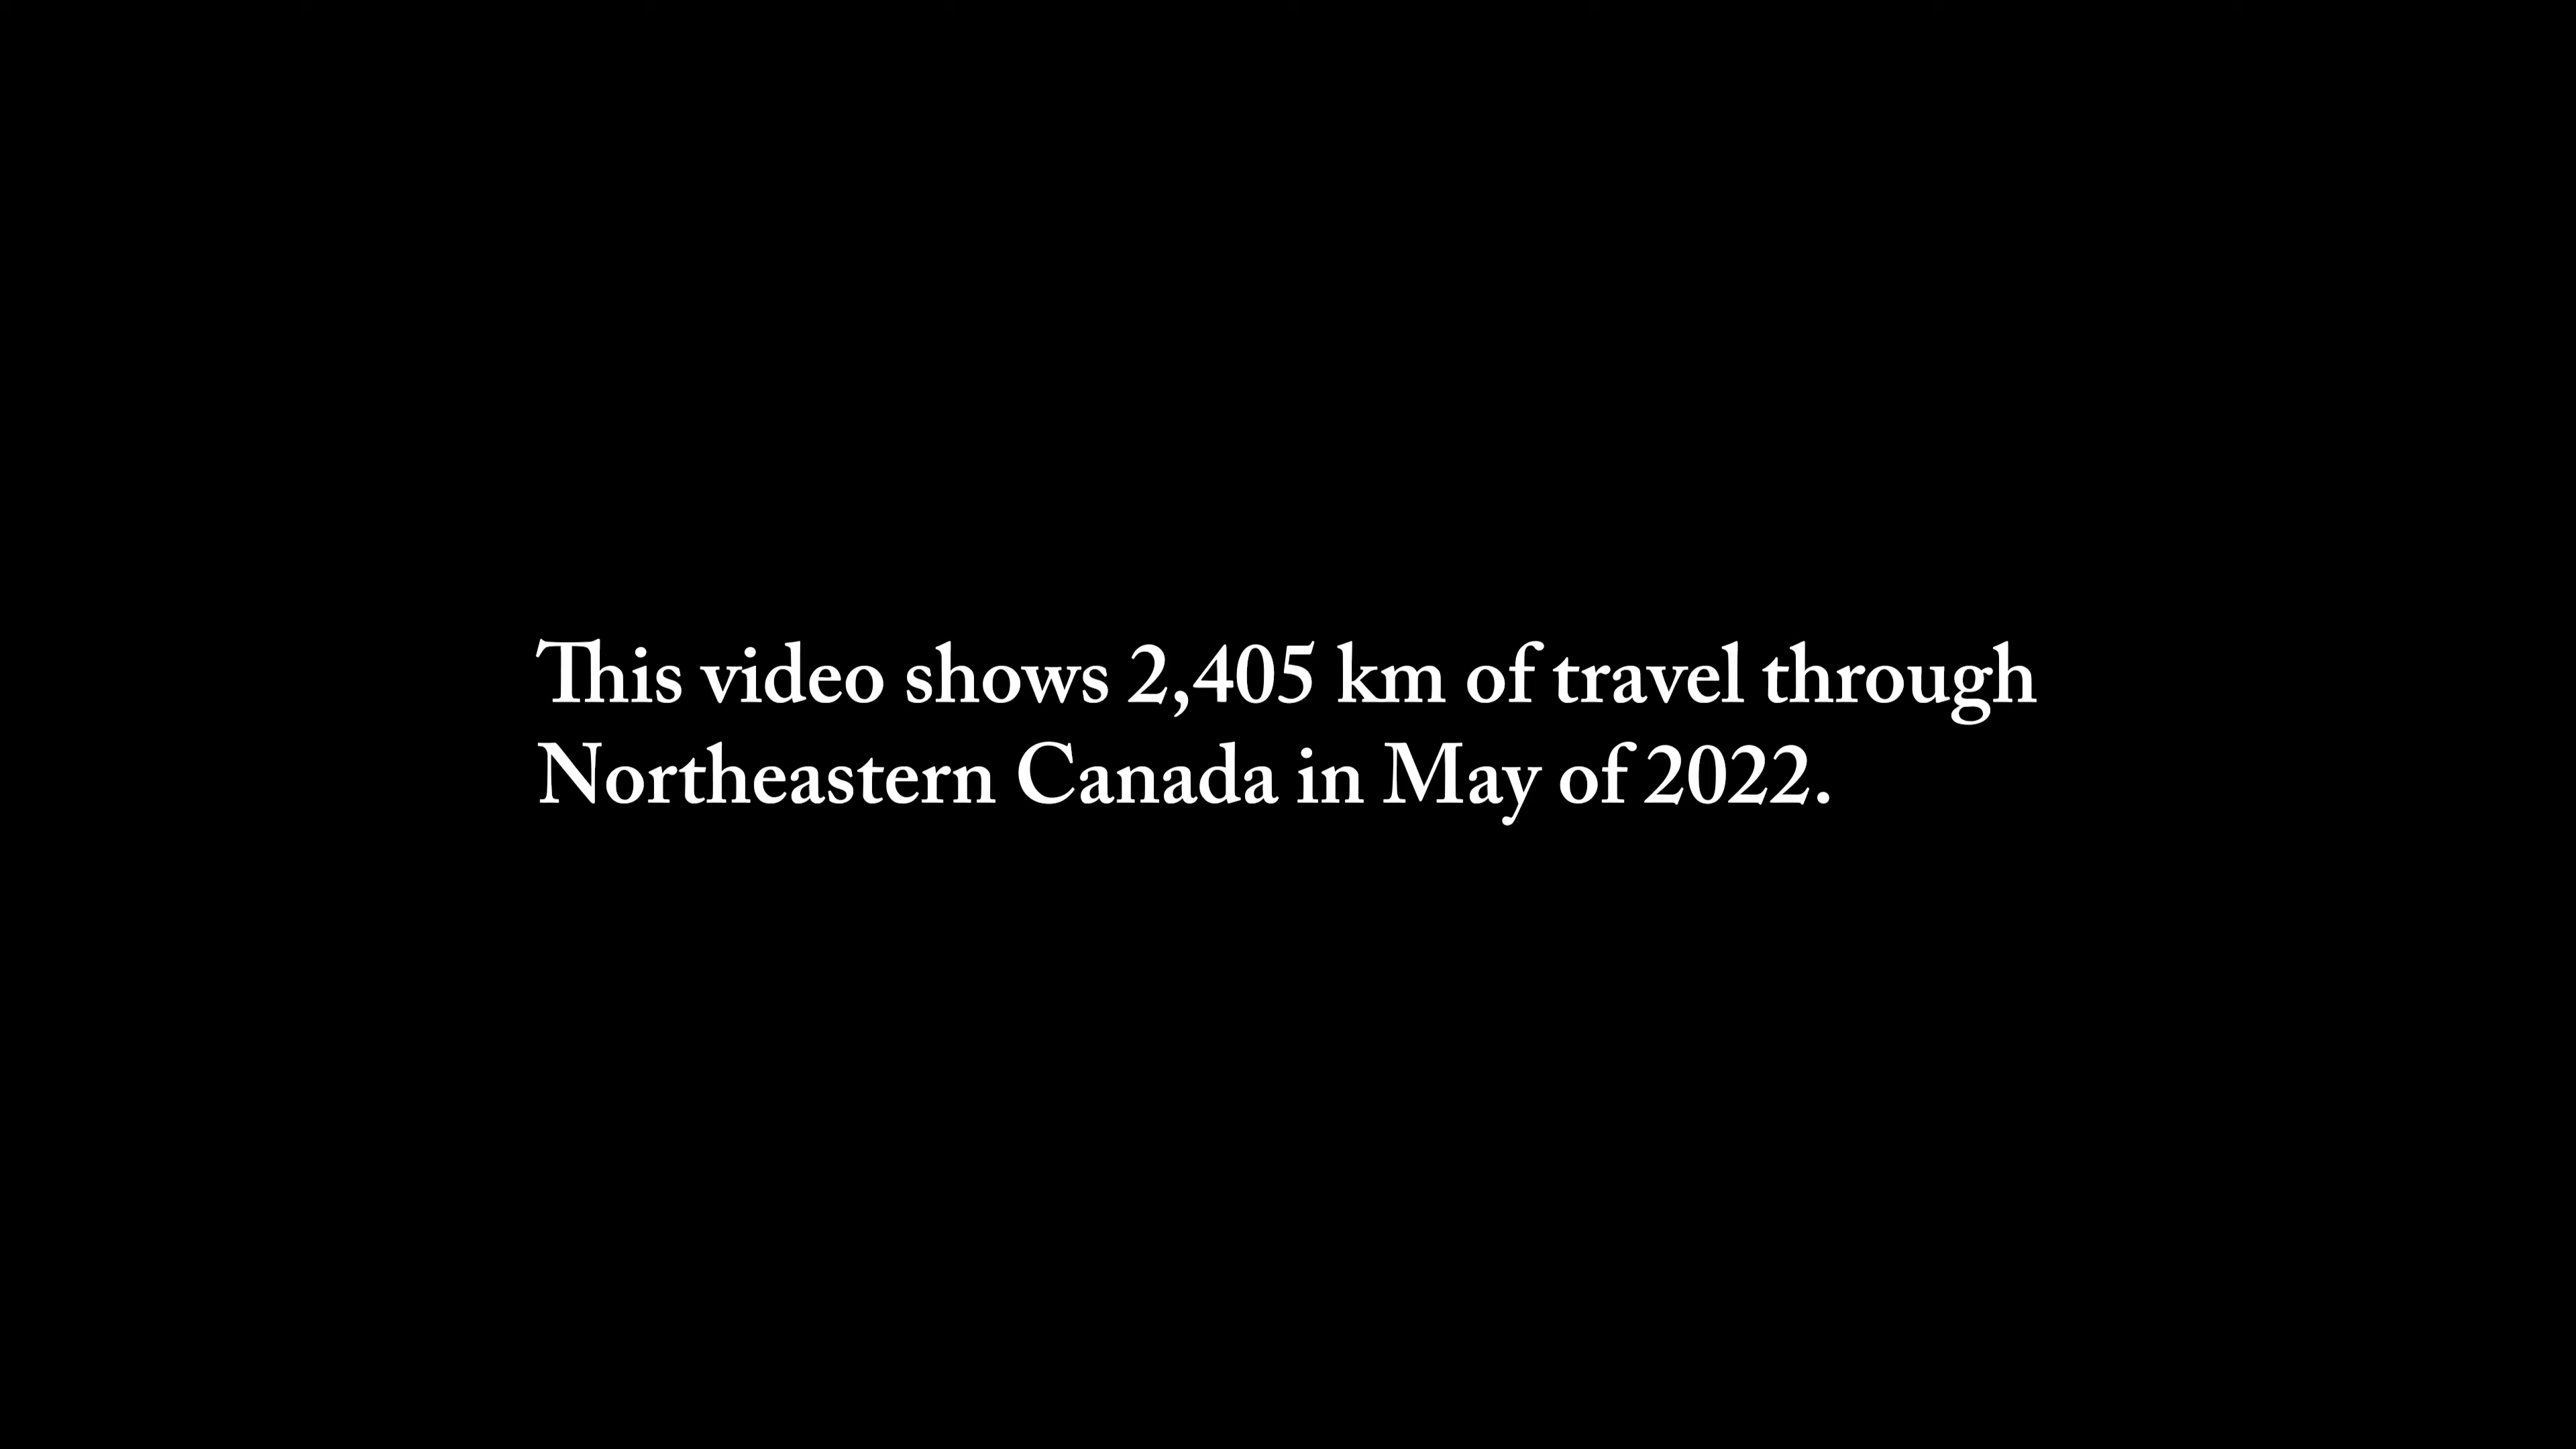 This video shows 2,405 km of travel through
Northeastern Canada in May of 2022.